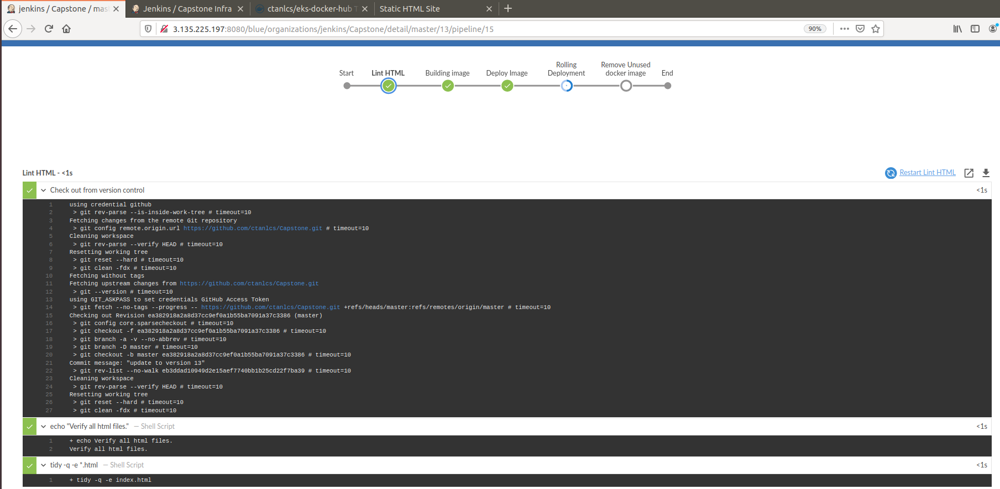 jenkins / Capstone / mas
Jenkins / Capstone Infra
ctanlcs/eks-docker-hub T
Static HTML Site
3.135.225.197:8080/blue/organizations/jenkins/Capstone/detail/master/13/pipeline/15
90%
Start
Lint HTML
Building image
Deploy Image
Rolling Deployment
Remove Unused docker image
End
Lint HTML - <1s
Restart Lint HTML
Check out from version control
<1s
1 using credential github
2 > git rev-parse --is-inside-work-tree # timeout=10
3 Fetching changes from the remote Git repository
4 > git config remote.origin.url https://github.com/ctanlcs/Capstone.git # timeout=10
5 Cleaning workspace
6 > git rev-parse --verify HEAD # timeout=10
7 Resetting working tree
8 > git reset --hard # timeout=10
9 > git clean -fdx # timeout=10
10 Fetching without tags
11 Fetching upstream changes from https://github.com/ctanlcs/Capstone.git
12 > git --version # timeout=10
13 using GIT_ASKPASS to set credentials GitHub Access Token
14 > git fetch --no-tags --progress -- https://github.com/ctanlcs/Capstone.git +refs/heads/master:refs/remotes/origin/master # timeout=10
15 Checking out Revision ea382918a2a8d37cc9ef0a1b55ba7091a37c3386 (master)
16 > git config core.sparsecheckout # timeout=10
17 > git checkout -f ea382918a2a8d37cc9ef0a1b55ba7091a37c3386 # timeout=10
18 > git branch -a -v --no-abbrev # timeout=10
19 > git branch -D master # timeout=10
20 > git checkout -b master ea382918a2a8d37cc9ef0a1b55ba7091a37c3386 # timeout=10
21 Commit message: "update to version 13"
22 > git rev-list --no-walk eb3ddad10949d2e15aef7740bb1b25cd22f7ba39 # timeout=10
23 Cleaning workspace
24 > git rev-parse --verify HEAD # timeout=10
25 Resetting working tree
26 > git reset --hard # timeout=10
27 > git clean -fdx # timeout=10
echo "Verify all html files." — Shell Script
<1s
1 + echo Verify all html files.
2 Verify all html files.
tidy -q -e *.html — Shell Script
<1s
1 + tidy -q -e index.html